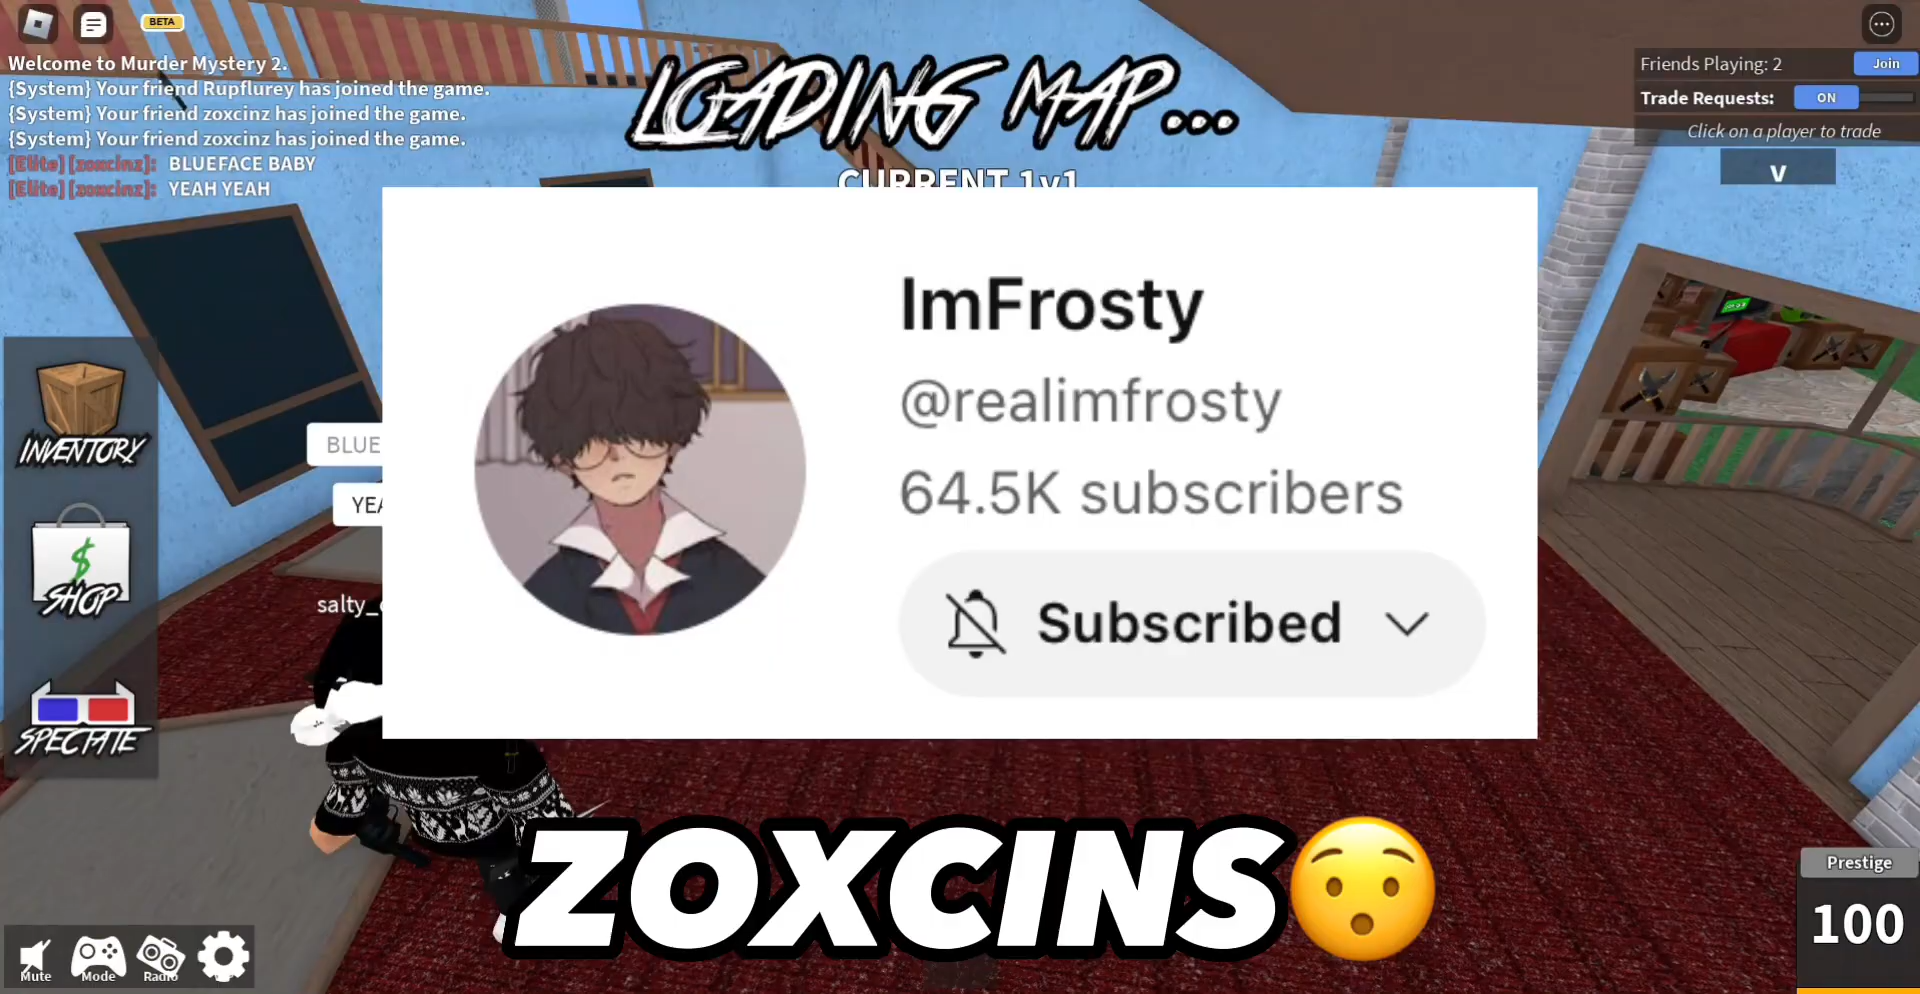 BETA
Welcome to Murder Mystery 2.
{System} Your friend Rupflurey has joined the game.
{System} Your friend zoxcinz has joined the game.
{System} Your friend zoxcinz has joined the game.
[Elite] [zoxcinz]: BLUEFACE BABY
[Elite] [zoxcinz]: YEAH YEAH
LOADING MAP...
CURRENT 1v1
Friends Playing: 2
Join
Trade Requests:
ON
Click on a player to trade
v
INVENTORY
SHOP
SPECTATE
BLUE
YEA
salty_
ImFrosty
@realimfrosty
64.5K subscribers
Subscribed
ZOXCINS😯
Mute
Mode
Radio
Prestige
100